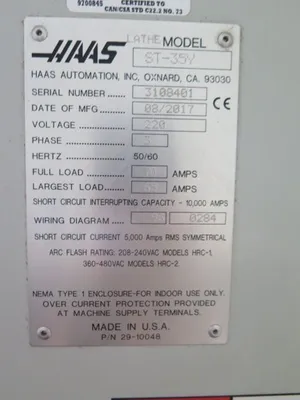 9700845 CERTIFIED TO
CAN/CSA STD C22.2 NO. 73
HAAS LATHE MODEL
ST-35Y
HAAS AUTOMATION, INC, OXNARD, CA. 93030
SERIAL NUMBER 3108401
DATE OF MFG 08/2017 CE
VOLTAGE 220
PHASE
HERTZ 50/60
FULL LOAD AMPS
LARGEST LOAD AMPS
SHORT CIRCUIT INTERRUPTING CAPACITY - 10,000 AMPS
WIRING DIAGRAM 0284
SHORT CIRCUIT CURRENT 5,000 Amps RMS SYMMETRICAL
ARC FLASH RATING: 208-240VAC MODELS HRC-1
360-480VAC MODELS HRC-2
NEMA TYPE 1 ENCLOSURE-FOR INDOOR USE ONLY.
OVER CURRENT PROTECTION PROVIDED
AT MACHINE SUPPLY TERMINALS.
MADE IN U.S.A.
P/N 29-10048